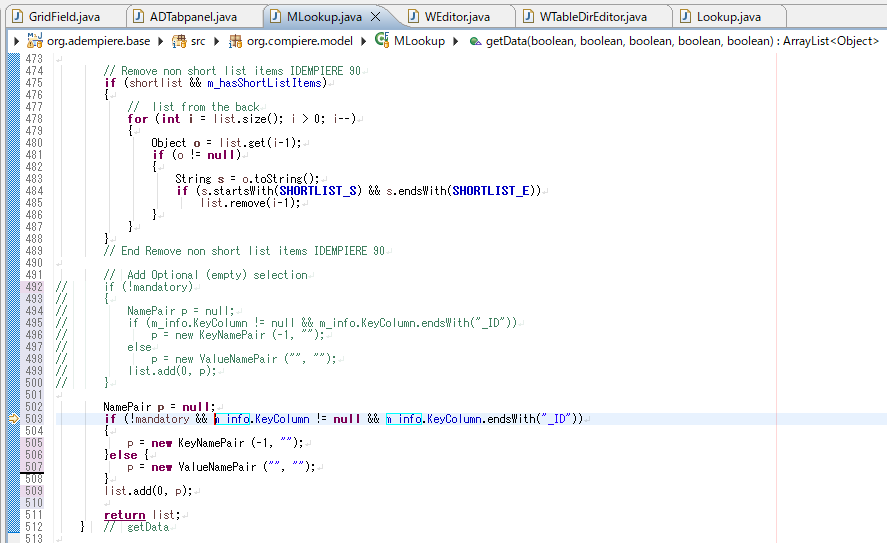 GridField.java ADTabpanel.java MLookup.java WEditor.java WTableDirEditor.java Lookup.java
org.adempiere.base src org.compiere.model MLookup getData(boolean, boolean, boolean, boolean, boolean) : ArrayList<Object>
473
474 // Remove non short list items IDEMPIERE 90
475 if (shortlist && m_hasShortListItems)
476 {
477 // list from the back
478 for (int i = list.size(); i > 0; i--)
479 {
480 Object o = list.get(i-1);
481 if (o != null)
482 {
483 String s = o.toString();
484 if (s.startsWith(SHORTLIST_S) && s.endsWith(SHORTLIST_E))
485 list.remove(i-1);
486 }
487 }
488 }
489 // End Remove non short list items IDEMPIERE 90
490
491 // Add Optional (empty) selection
492 // if (!mandatory)
493 // {
494 // NamePair p = null;
495 // if (m_info.KeyColumn != null && m_info.KeyColumn.endsWith("_ID"))
496 // p = new KeyNamePair (-1, "");
497 // else
498 // p = new ValueNamePair ("", "");
499 // list.add(0, p);
500 // }
501
502 NamePair p = null;
503 if (!mandatory && m_info.KeyColumn != null && m_info.KeyColumn.endsWith("_ID"))
504 {
505 p = new KeyNamePair (-1, "");
506 }else {
507 p = new ValueNamePair ("", "");
508 }
509 list.add(0, p);
510
511 return list;
512 } // getData
513